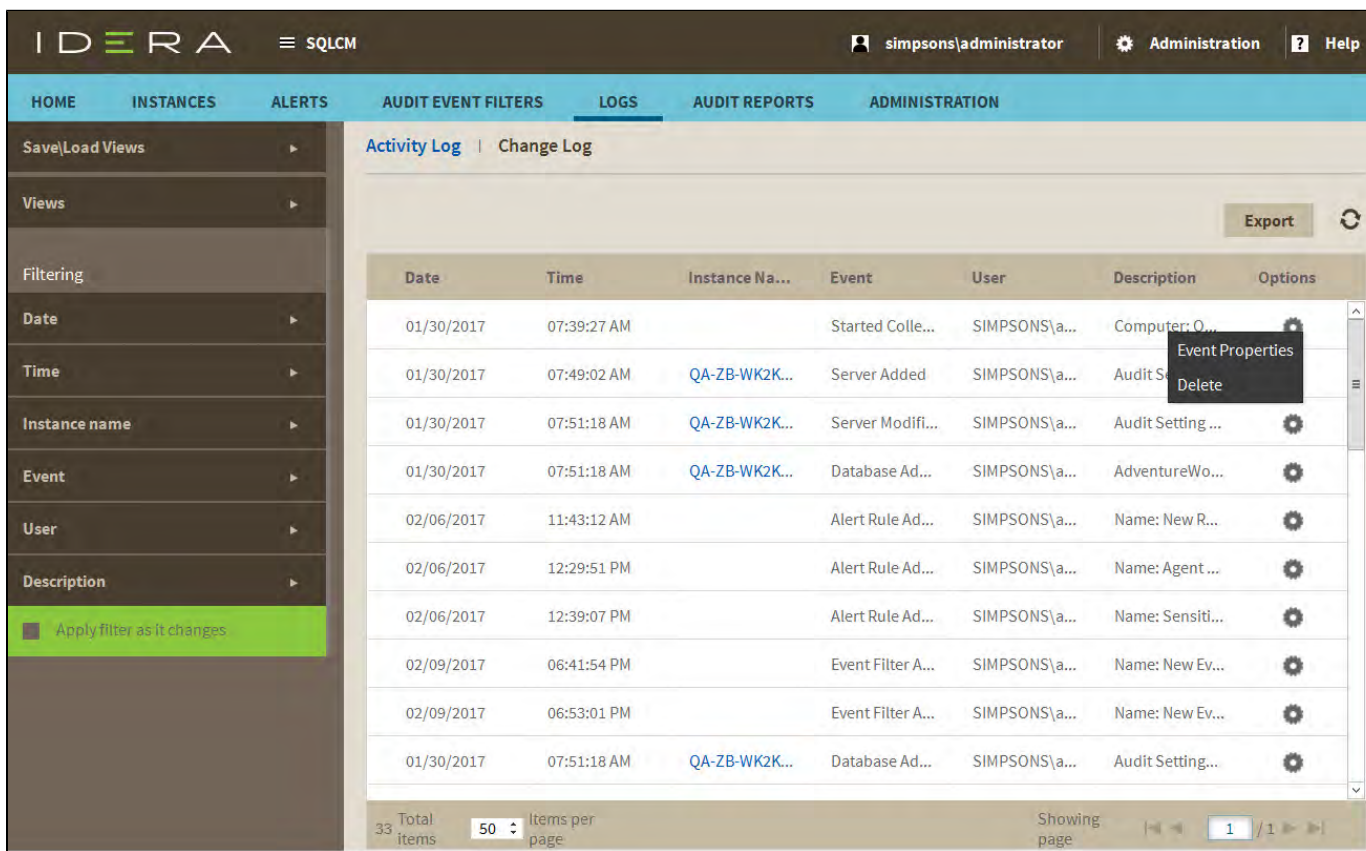 IDERA ≡ SQLCM simpsons\administrator Administration ? Help
HOME INSTANCES ALERTS AUDIT EVENT FILTERS LOGS AUDIT REPORTS ADMINISTRATION
Save\Load Views
Views
Filtering
Date
Time
Instance name
Event
User
Description
Apply filter as it changes
Activity Log | Change Log
Export
Date Time Instance Na... Event User Description Options
01/30/2017 07:39:27 AM Started Colle... SIMPSONS\a... Computer: Q...
Event Properties
Delete
01/30/2017 07:49:02 AM QA-ZB-WK2K... Server Added SIMPSONS\a... Audit Se
01/30/2017 07:51:18 AM QA-ZB-WK2K... Server Modifi... SIMPSONS\a... Audit Setting ...
01/30/2017 07:51:18 AM QA-ZB-WK2K... Database Ad... SIMPSONS\a... AdventureWo...
02/06/2017 11:43:12 AM Alert Rule Ad... SIMPSONS\a... Name: New R...
02/06/2017 12:29:51 PM Alert Rule Ad... SIMPSONS\a... Name: Agent ...
02/06/2017 12:39:07 PM Alert Rule Ad... SIMPSONS\a... Name: Sensiti...
02/09/2017 06:41:54 PM Event Filter A... SIMPSONS\a... Name: New Ev...
02/09/2017 06:53:01 PM Event Filter A... SIMPSONS\a... Name: New Ev...
01/30/2017 07:51:18 AM QA-ZB-WK2K... Database Ad... SIMPSONS\a... Audit Setting...
33 Total items 50 Items per page Showing page 1 / 1